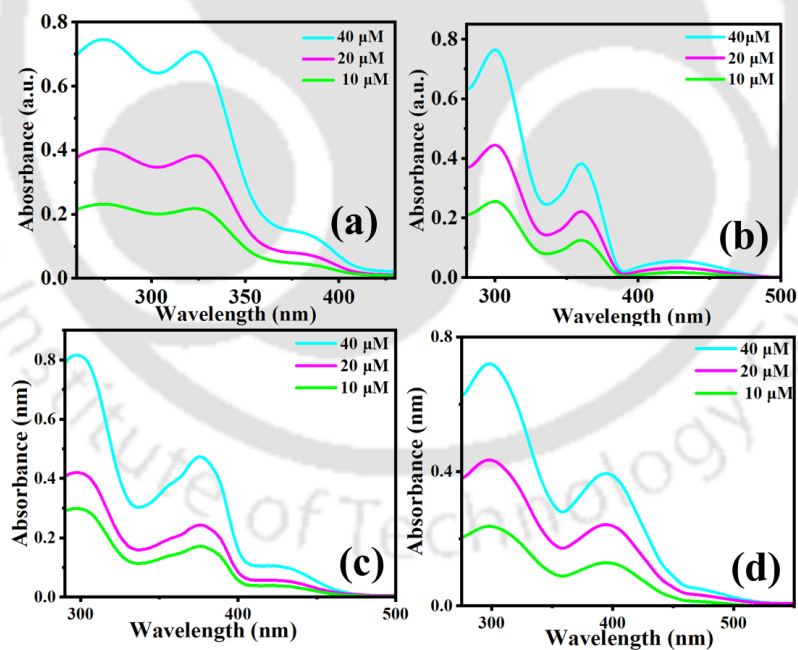 0.8
0.6
0.4
0.2
0.0
300
350
400
Abosrbance (a.u.)
Wavelength (nm)
40 µM
20 µM
10 µM
(a)
0.8
0.6
0.4
0.2
0.0
300
400
500
Absorbance (a.u.)
Wavelength (nm)
40µM
20 µM
10 µM
(b)
0.8
0.6
0.4
0.2
0.0
300
400
500
Absorbance (nm)
Wavelength (nm)
40 µM
20 µM
10 µM
(c)
0.8
0.4
0.0
300
400
500
Absorbance (nm)
Wavelength (nm)
40 µM
20 µM
10 µM
(d)
Institute of Technology